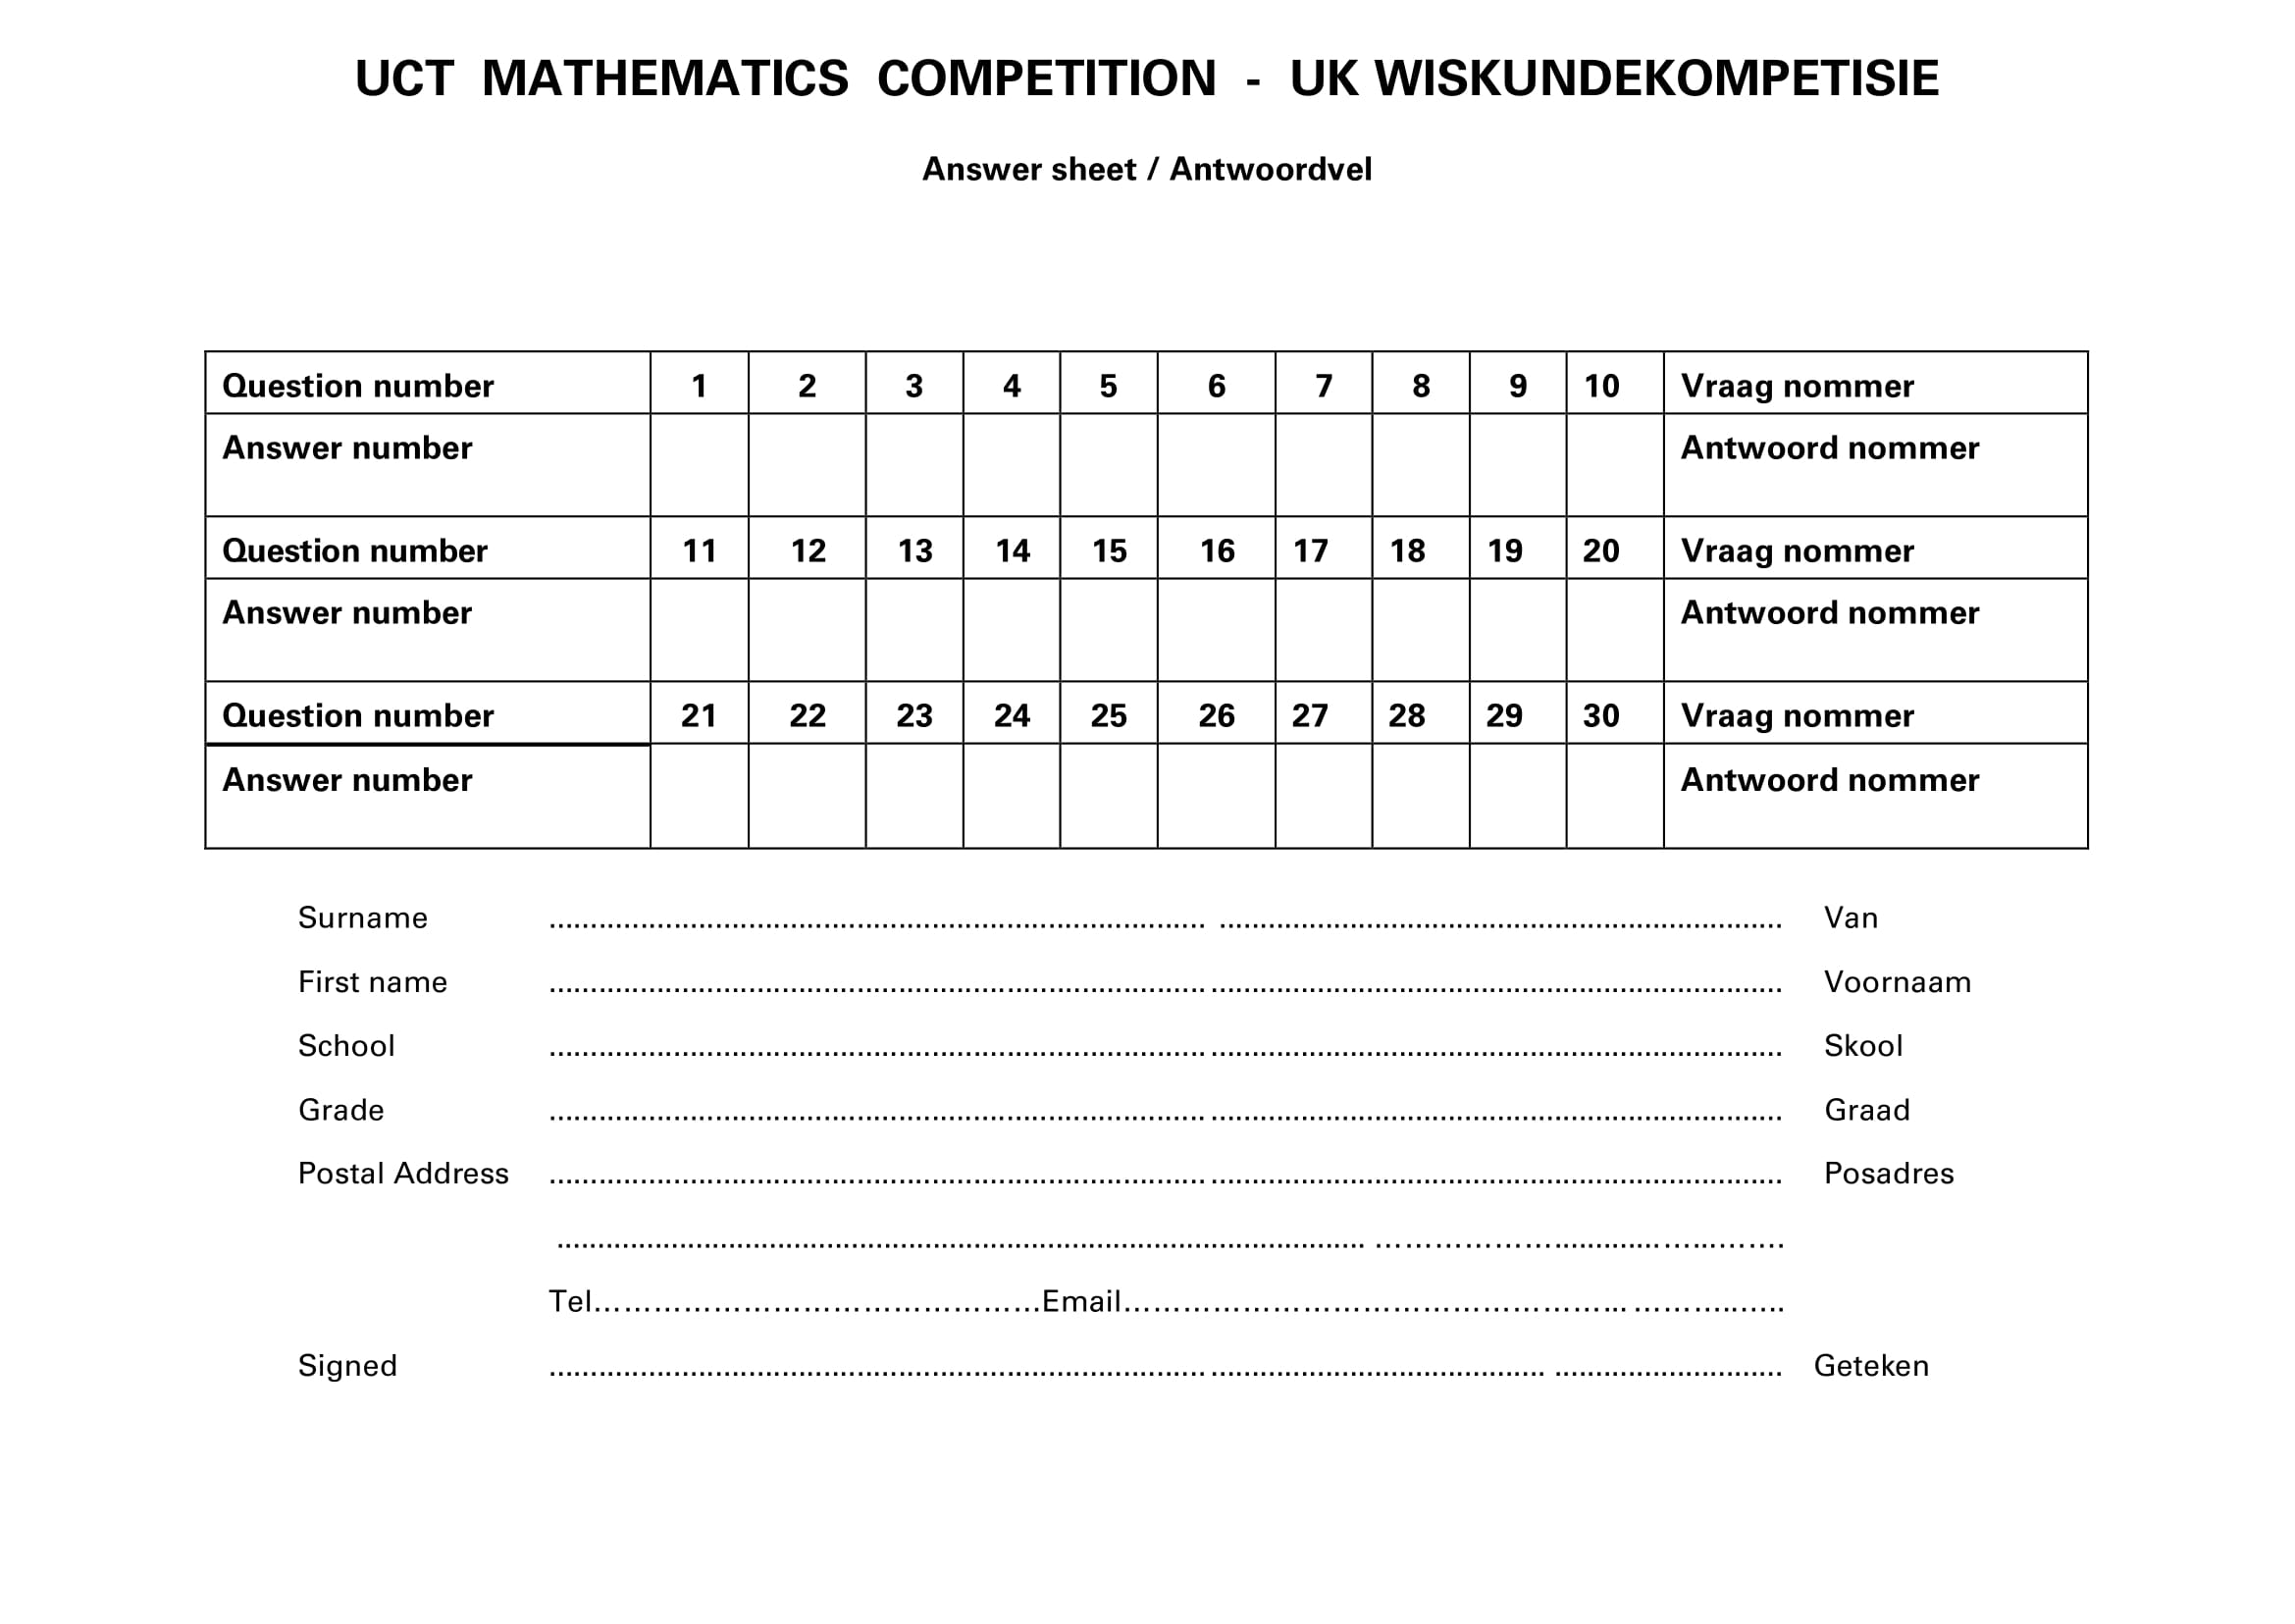 UCT MATHEMATICS COMPETITION - UK WISKUNDEKOMPETISIE
Answer sheet / Antwoordvel
Question number 1 2 3 4 5 6 7 8 9 10 Vraag nommer
Answer number Antwoord nommer
Question number 11 12 13 14 15 16 17 18 19 20 Vraag nommer
Answer number Antwoord nommer
Question number 21 22 23 24 25 26 27 28 29 30 Vraag nommer
Answer number Antwoord nommer
Surname ........................................ Van
First name ........................................ Voornaam
School ........................................ Skool
Grade ........................................ Graad
Postal Address ........................................ Posadres
........................................
Tel....................Email....................
Signed ........................................ Geteken